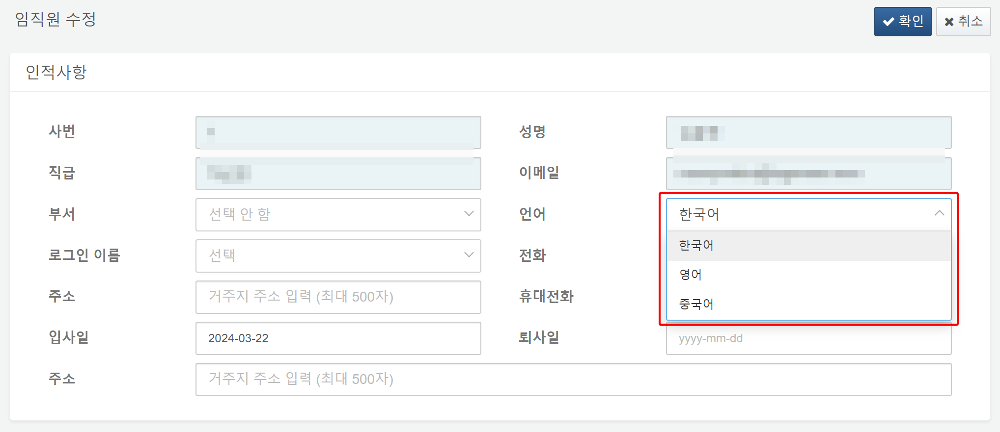 임직원 수정
확인
취소
인적사항
사번
성명
직급
이메일
부서
선택 안 함
언어
한국어
한국어
영어
중국어
로그인 이름
선택
전화
주소
거주지 주소 입력 (최대 500자)
휴대전화
입사일
2024-03-22
퇴사일
yyyy-mm-dd
주소
거주지 주소 입력 (최대 500자)